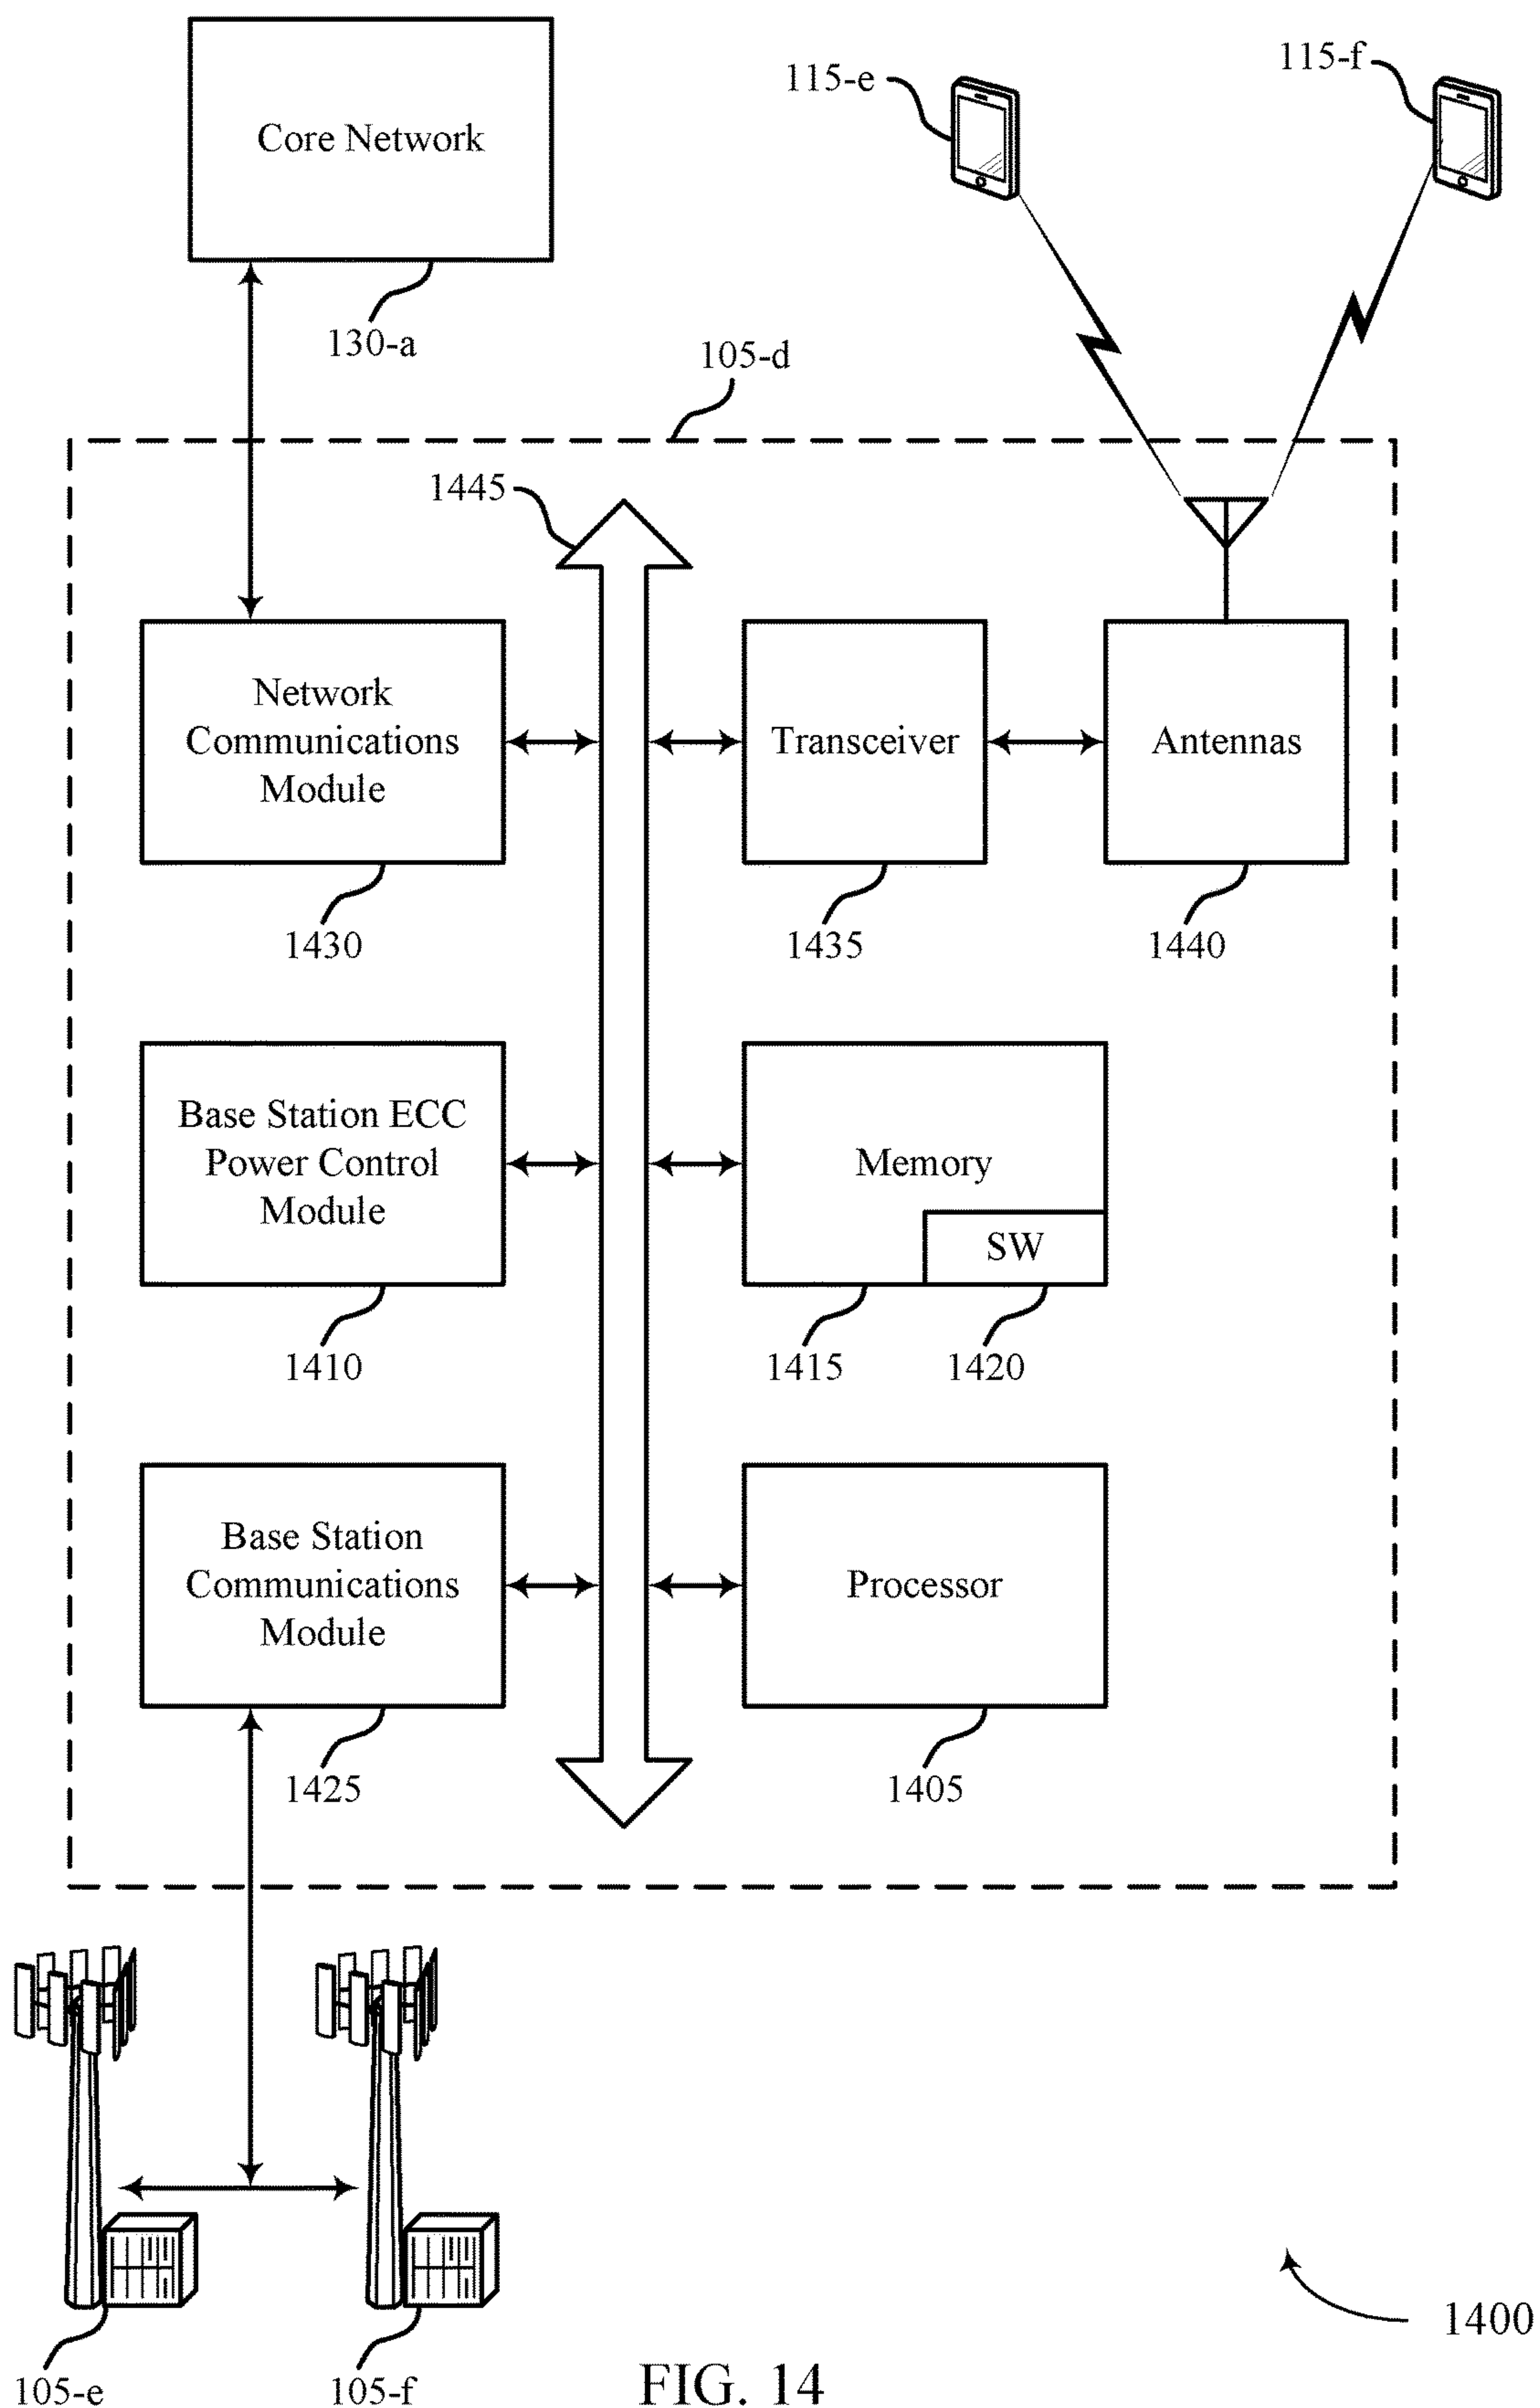 115-e
115-f
Core Network
130-a
105-d
1445
Network
Communications
Module
Transceiver
Antennas
1430
1435
1440
Base Station ECC
Power Control
Module
Memory
SW
1410
1415
1420
Base Station
Communications
Module
Processor
1425
1405
105-e
105-f
1400
FIG. 14